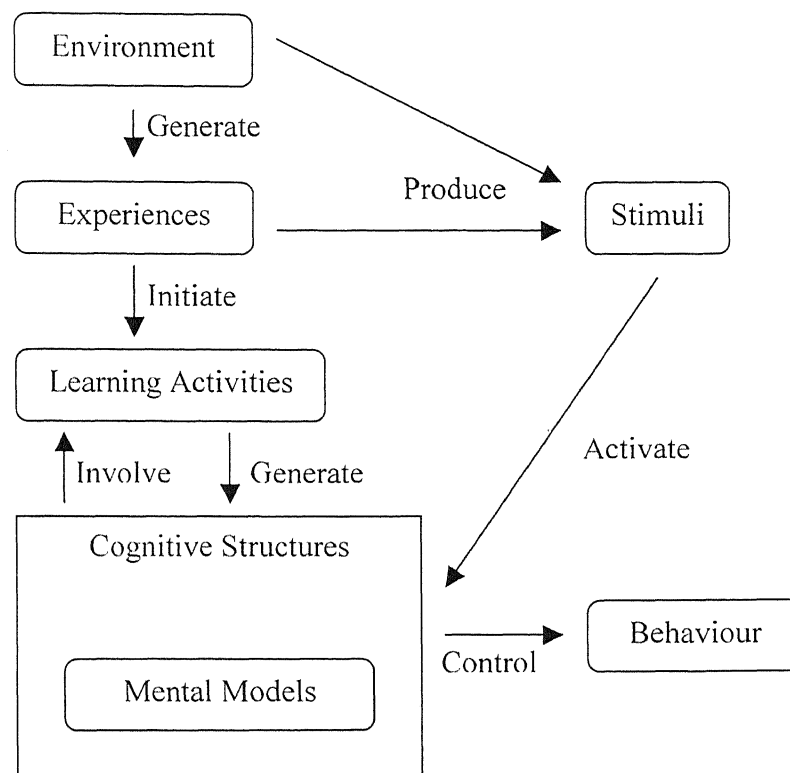 Environment
Generate
Produce
Experiences
Stimuli
Initiate
Learning Activities
Involve
Generate
Activate
Cognitive Structures
Behaviour
Control
Mental Models